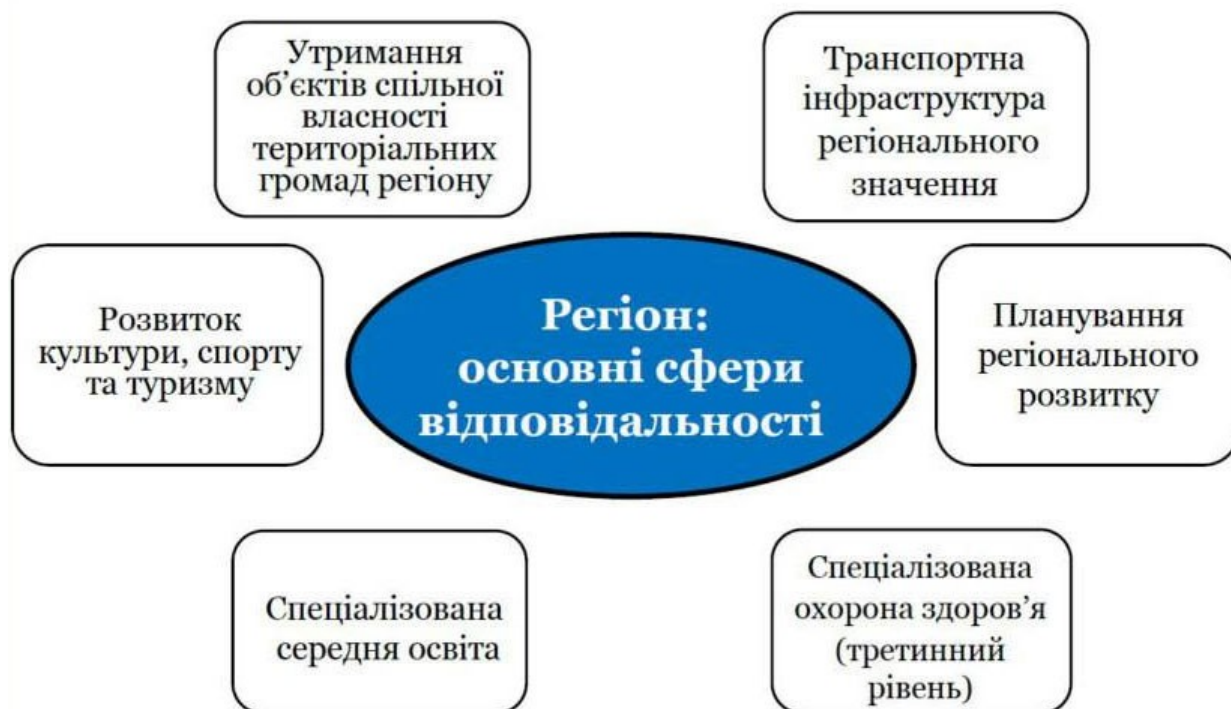 Утримання
об’єктів спільної
власності
територіальних
громад регіону
Транспортна
інфраструктура
регіонального
значення
Розвиток
культури, спорту
та туризму
Регіон:
основні сфери
відповідальності
Планування
регіонального
розвитку
Спеціалізована
середня освіта
Спеціалізована
охорона здоров’я
(третинний
рівень)